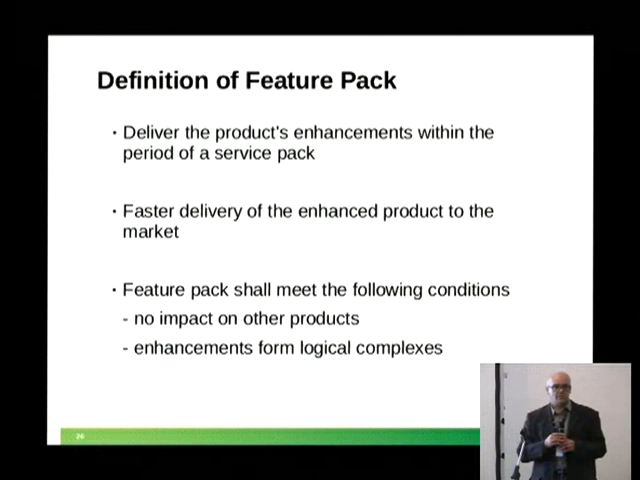 Definition of Feature Pack
· Deliver the product's enhancements within the
period of a service pack
· Faster delivery of the enhanced product to the
market
· Feature pack shall meet the following conditions
- no impact on other products
- enhancements form logical complexes
26